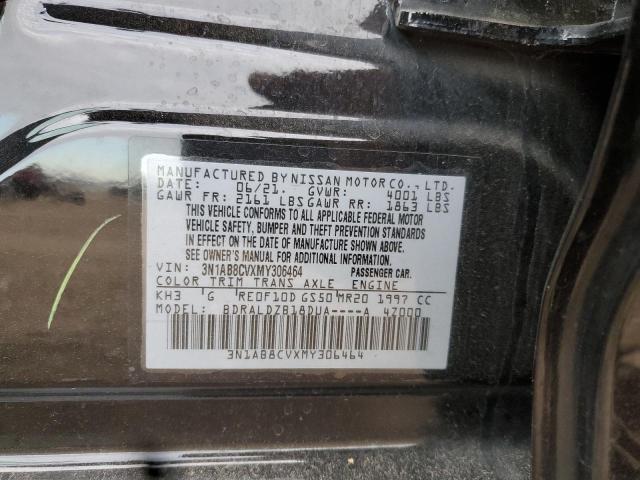 MANUFACTURED BY NISSAN MOTOR CO., LTD.
DATE: 06/21. GVWR: 4001 LBS
GAWR FR: 2161 LBS GAWR RR: 1863 LBS
THIS VEHICLE CONFORMS TO ALL APPLICABLE FEDERAL MOTOR
VEHICLE SAFETY, BUMPER AND THEFT PREVENTION STANDARDS
IN EFFECT ON THE DATE OF MANUFACTURE SHOWN ABOVE.
SEE OWNER'S MANUAL FOR ADDITIONAL INFORMATION.
VIN: 3N1AB8CVXMY306464 PASSENGER CAR.
COLOR TRIM TRANS AXLE ENGINE
KH3 G RE0F10D GS50 MR20 1997 CC
MODEL: BDRALDZB18DUA----A 47000
3N1AB8CVXMY306464